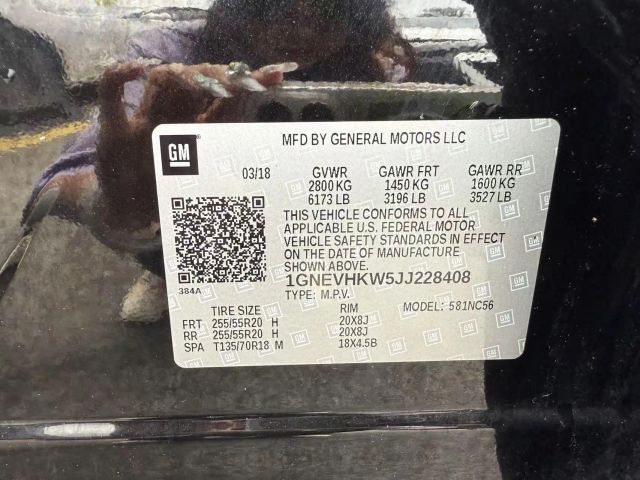 GM
MFD BY GENERAL MOTORS LLC
03/18 GVWR GAWR FRT GAWR RR
2800 KG 1450 KG 1600 KG
6173 LB 3196 LB 3527 LB
THIS VEHICLE CONFORMS TO ALL
APPLICABLE U.S. FEDERAL MOTOR
VEHICLE SAFETY STANDARDS IN EFFECT
ON THE DATE OF MANUFACTURE
SHOWN ABOVE.
384A
1GNEVHKW5JJ228408
TYPE: M.P.V. MODEL: 581NC56
TIRE SIZE RIM
FRT 255/55R20 H 20X8J
RR 255/55R20 H 20X8J
SPA T135/70R18 M 18X4.5B